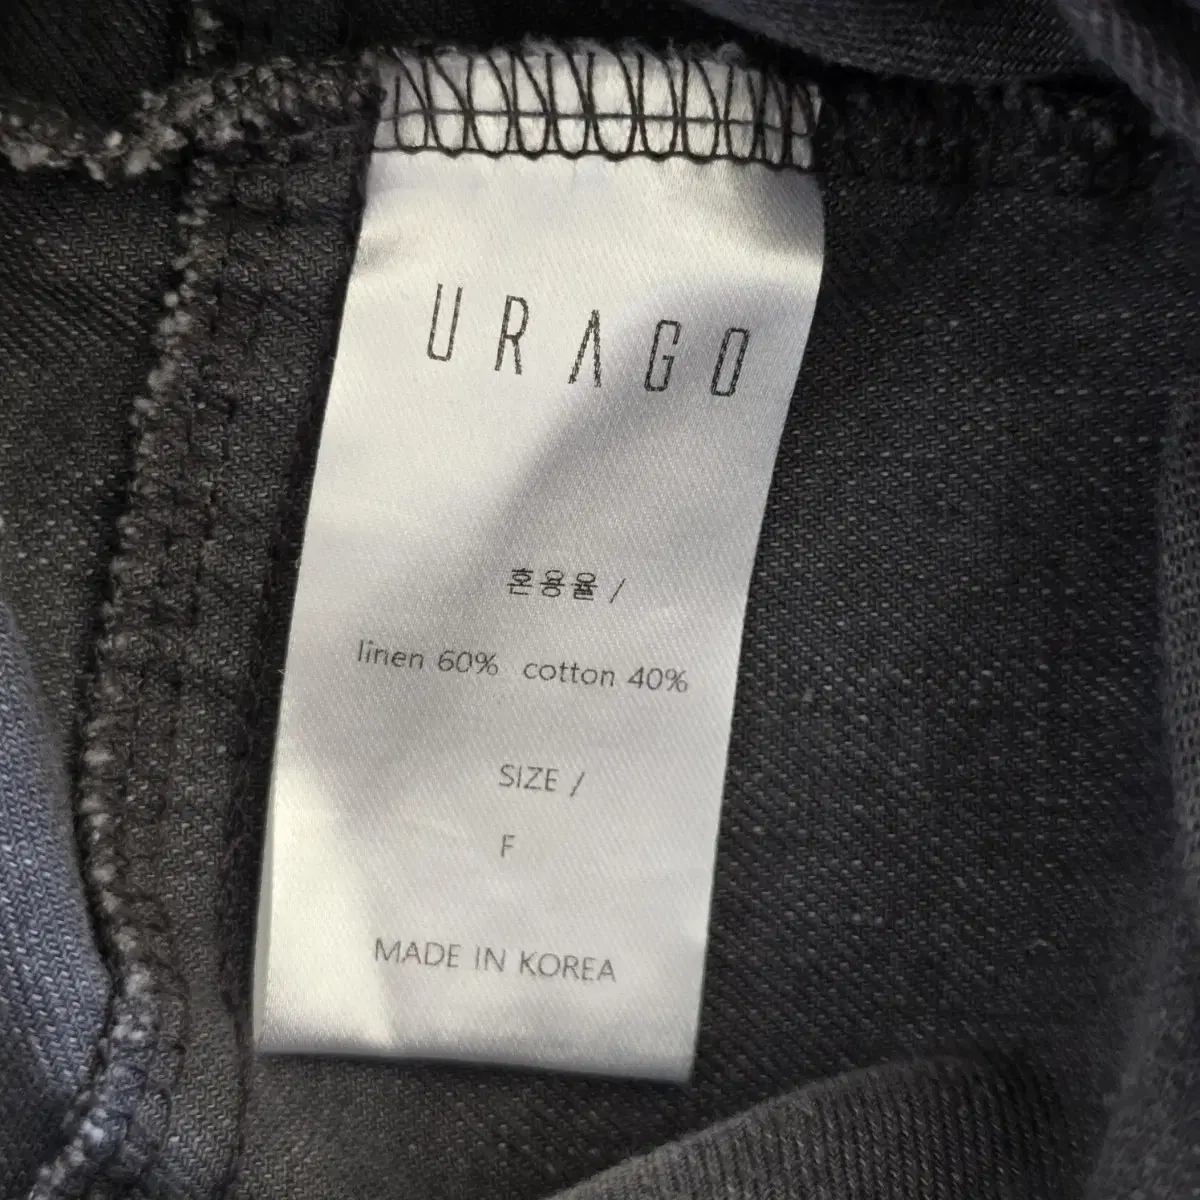 URAGO
혼용율 /
linen 60% cotton 40%
SIZE /
F
MADE IN KOREA